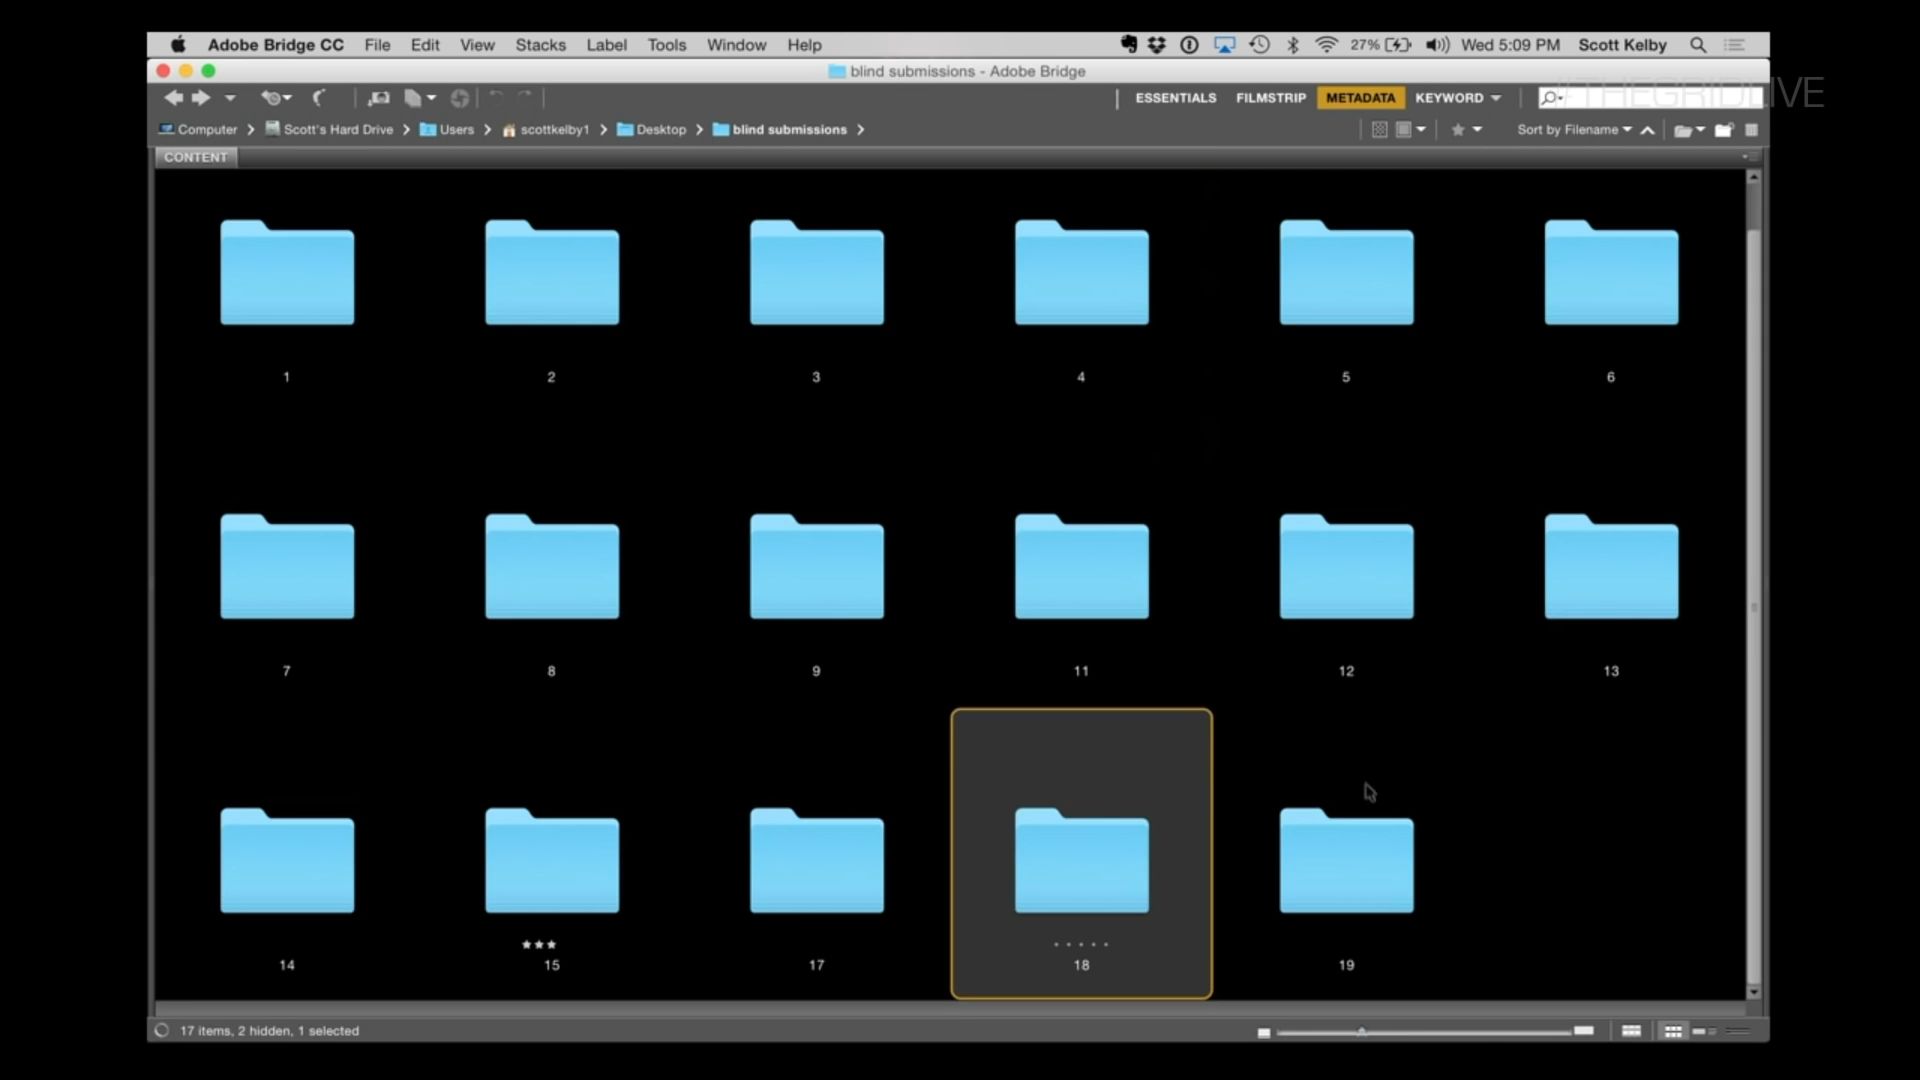 Adobe Bridge CC File Edit View Stacks Label Tools Window Help 27% Wed 5:09 PM Scott Kelby
blind submissions - Adobe Bridge
ESSENTIALS FILMSTRIP METADATA KEYWORD
#THEGRIDLIVE
Computer Scott's Hard Drive Users scottkelby1 Desktop blind submissions Sort by Filename
CONTENT
1 2 3 4 5 6
7 8 9 11 12 13
14 15 17 18 19
17 items, 2 hidden, 1 selected